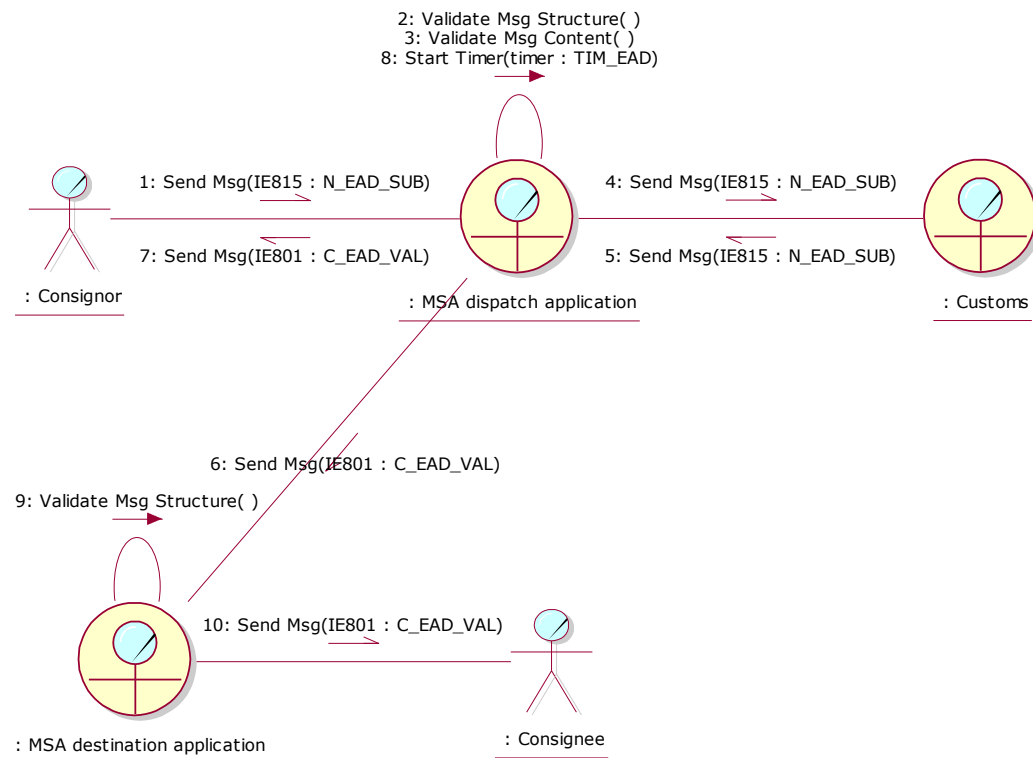 2: Validate Msg Structure( )
3: Validate Msg Content( )
8: Start Timer(timer : TIM_EAD)
1: Send Msg(IE815 : N_EAD_SUB)
4: Send Msg(IE815 : N_EAD_SUB)
7: Send Msg(IE801 : C_EAD_VAL)
5: Send Msg(IE815 : N_EAD_SUB)
: Consignor
: MSA dispatch application
: Customs
6: Send Msg(IE801 : C_EAD_VAL)
9: Validate Msg Structure( )
10: Send Msg(IE801 : C_EAD_VAL)
: MSA destination application
: Consignee